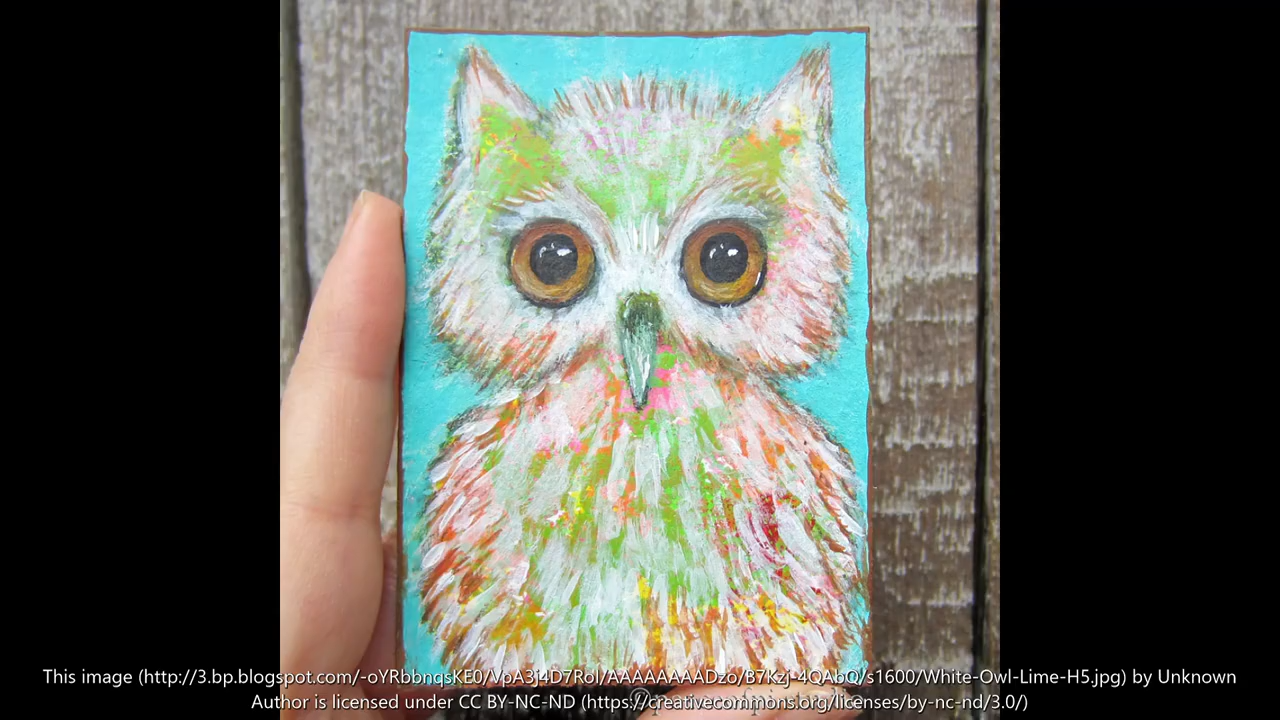 This image (http://3.bp.blogspot.com/-oYRbbnqsKE0/VpA3j4D7RoI/AAAAAAAADzo/B7Kzj-4QAbQ/s1600/White-Owl-Lime-H5.jpg) by Unknown
Author is licensed under CC BY-NC-ND (https://creativecommons.org/licenses/by-nc-nd/3.0/)